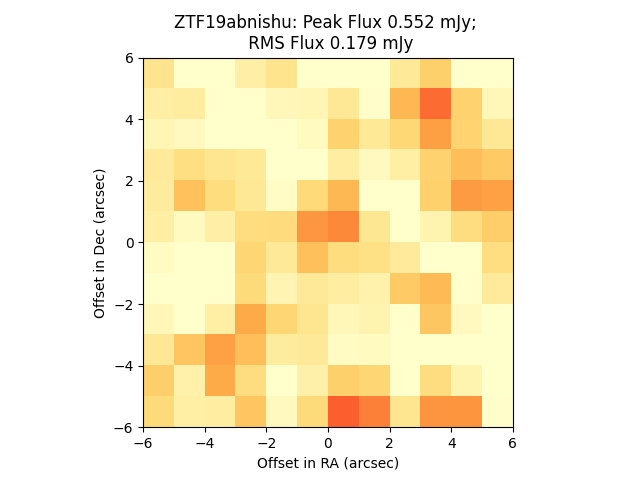 ZTF19abnishu: Peak Flux 0.552 mJy;
RMS Flux 0.179 mJy
6
4
2
0
−2
−4
−6
Offset in Dec (arcsec)
−6 −4 −2 0 2 4 6
Offset in RA (arcsec)